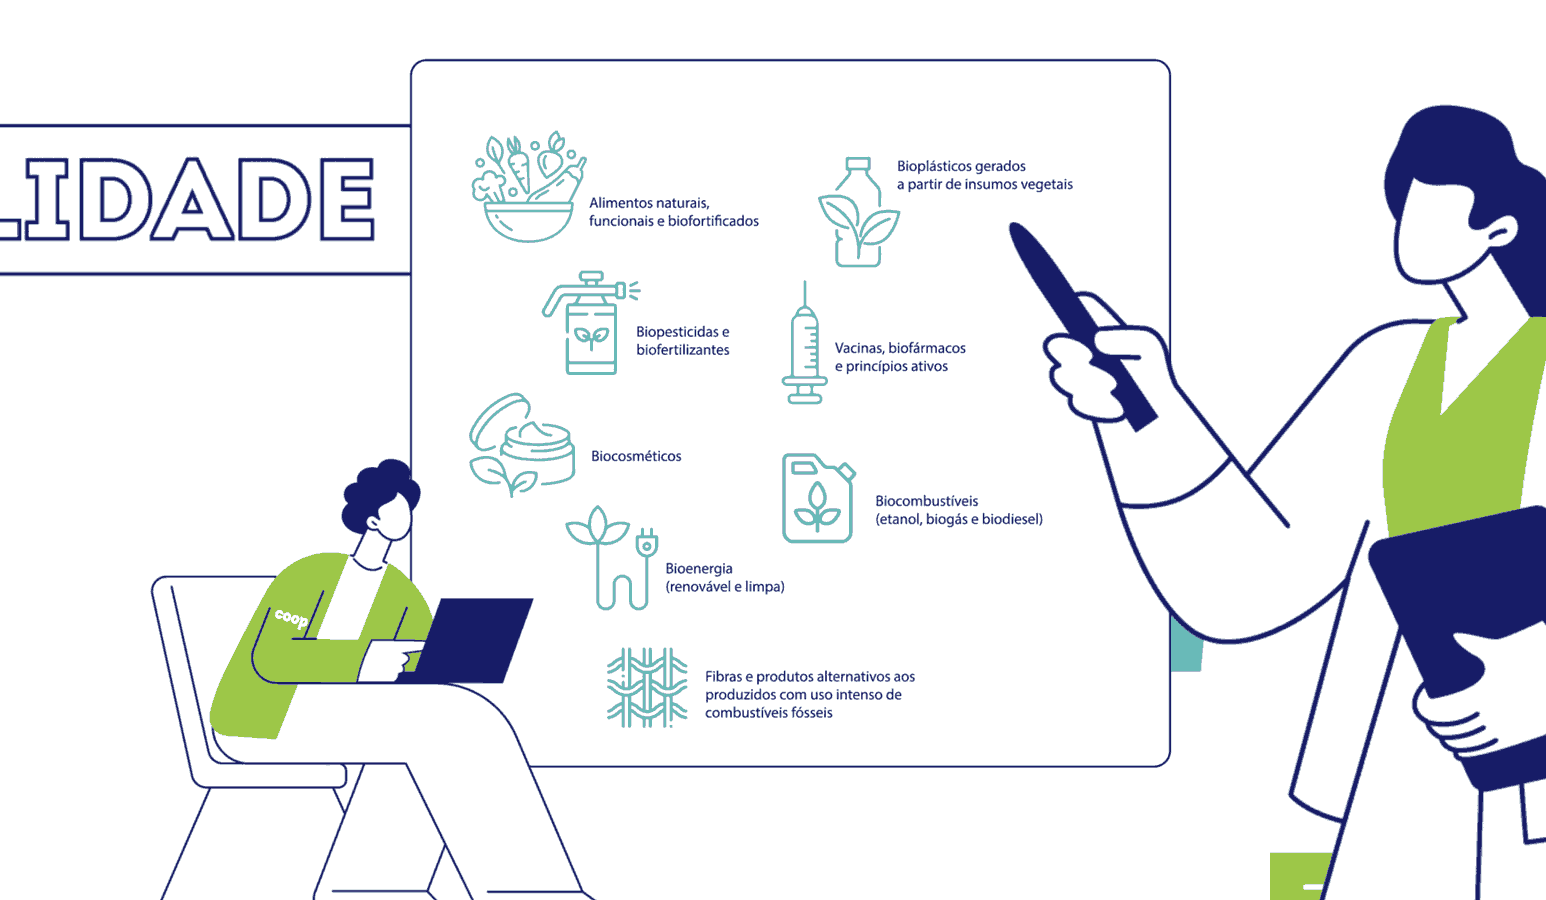 LIDADE
Alimentos naturais,
funcionais e biofortificados
Bioplásticos gerados
a partir de insumos vegetais
Biopesticidas e
biofertilizantes
Vacinas, biofármacos
e princípios ativos
Biocosméticos
Biocombustíveis
(etanol, biogás e biodiesel)
Bioenergia
(renovável e limpa)
Fibras e produtos alternativos aos
produzidos com uso intenso de
combustíveis fósseis
coop